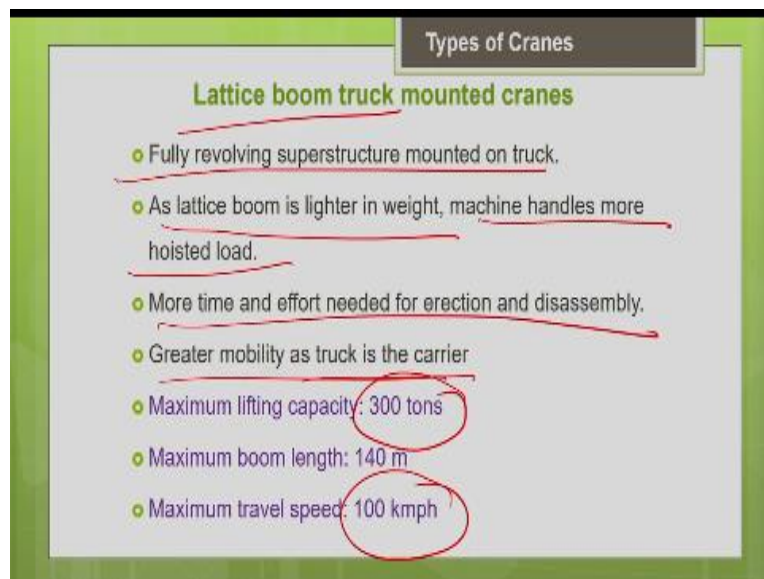 Types of Cranes
Lattice boom truck mounted cranes
Fully revolving superstructure mounted on truck.
As lattice boom is lighter in weight, machine handles more
hoisted load.
More time and effort needed for erection and disassembly.
Greater mobility as truck is the carrier
Maximum lifting capacity: 300 tons
Maximum boom length: 140 m
Maximum travel speed: 100 kmph